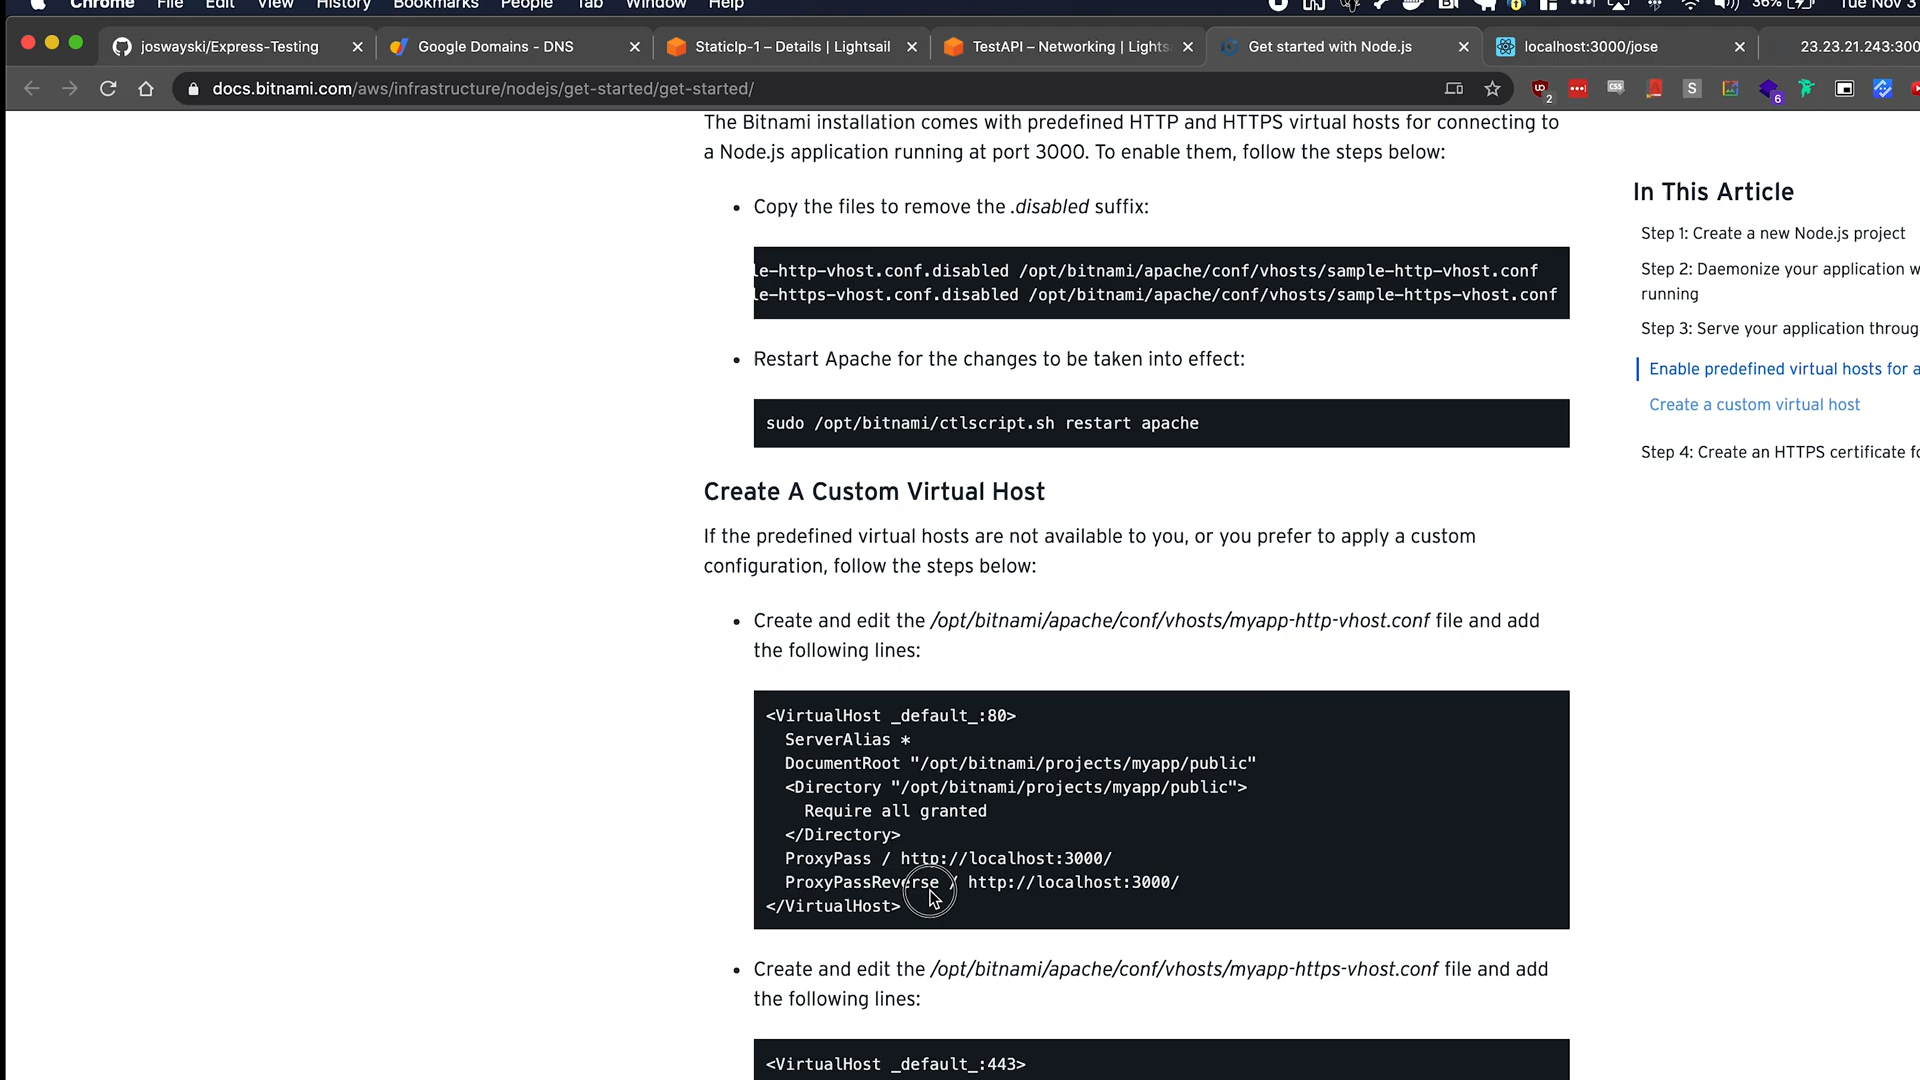 Chrome File Edit View History Bookmarks People Tab Window Help 36% Tue Nov 3
joswayski/Express-Testing
Google Domains - DNS
StaticIp-1 – Details | Lightsail
TestAPI – Networking | Lights
Get started with Node.js
localhost:3000/jose
23.23.21.243:300
docs.bitnami.com/aws/infrastructure/nodejs/get-started/get-started/
The Bitnami installation comes with predefined HTTP and HTTPS virtual hosts for connecting to
a Node.js application running at port 3000. To enable them, follow the steps below:
• Copy the files to remove the .disabled suffix:
le-http-vhost.conf.disabled /opt/bitnami/apache/conf/vhosts/sample-http-vhost.conf
le-https-vhost.conf.disabled /opt/bitnami/apache/conf/vhosts/sample-https-vhost.conf
• Restart Apache for the changes to be taken into effect:
sudo /opt/bitnami/ctlscript.sh restart apache
Create A Custom Virtual Host
If the predefined virtual hosts are not available to you, or you prefer to apply a custom
configuration, follow the steps below:
• Create and edit the /opt/bitnami/apache/conf/vhosts/myapp-http-vhost.conf file and add
the following lines:
<VirtualHost _default_:80>
ServerAlias *
DocumentRoot "/opt/bitnami/projects/myapp/public"
<Directory "/opt/bitnami/projects/myapp/public">
Require all granted
</Directory>
ProxyPass / http://localhost:3000/
ProxyPassReverse / http://localhost:3000/
</VirtualHost>
• Create and edit the /opt/bitnami/apache/conf/vhosts/myapp-https-vhost.conf file and add
the following lines:
<VirtualHost _default_:443>
In This Article
Step 1: Create a new Node.js project
Step 2: Daemonize your application w
running
Step 3: Serve your application throug
Enable predefined virtual hosts for a
Create a custom virtual host
Step 4: Create an HTTPS certificate fo